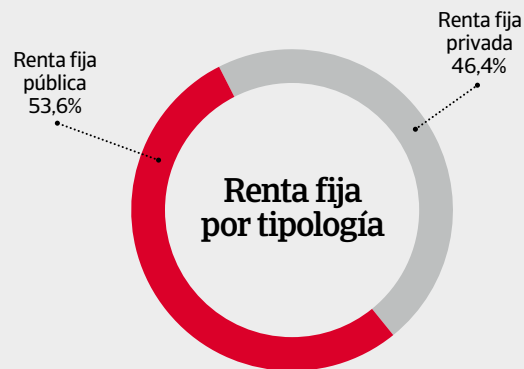 Renta fija
pública
53,6%
Renta fija
privada
46,4%
Renta fija
por tipología